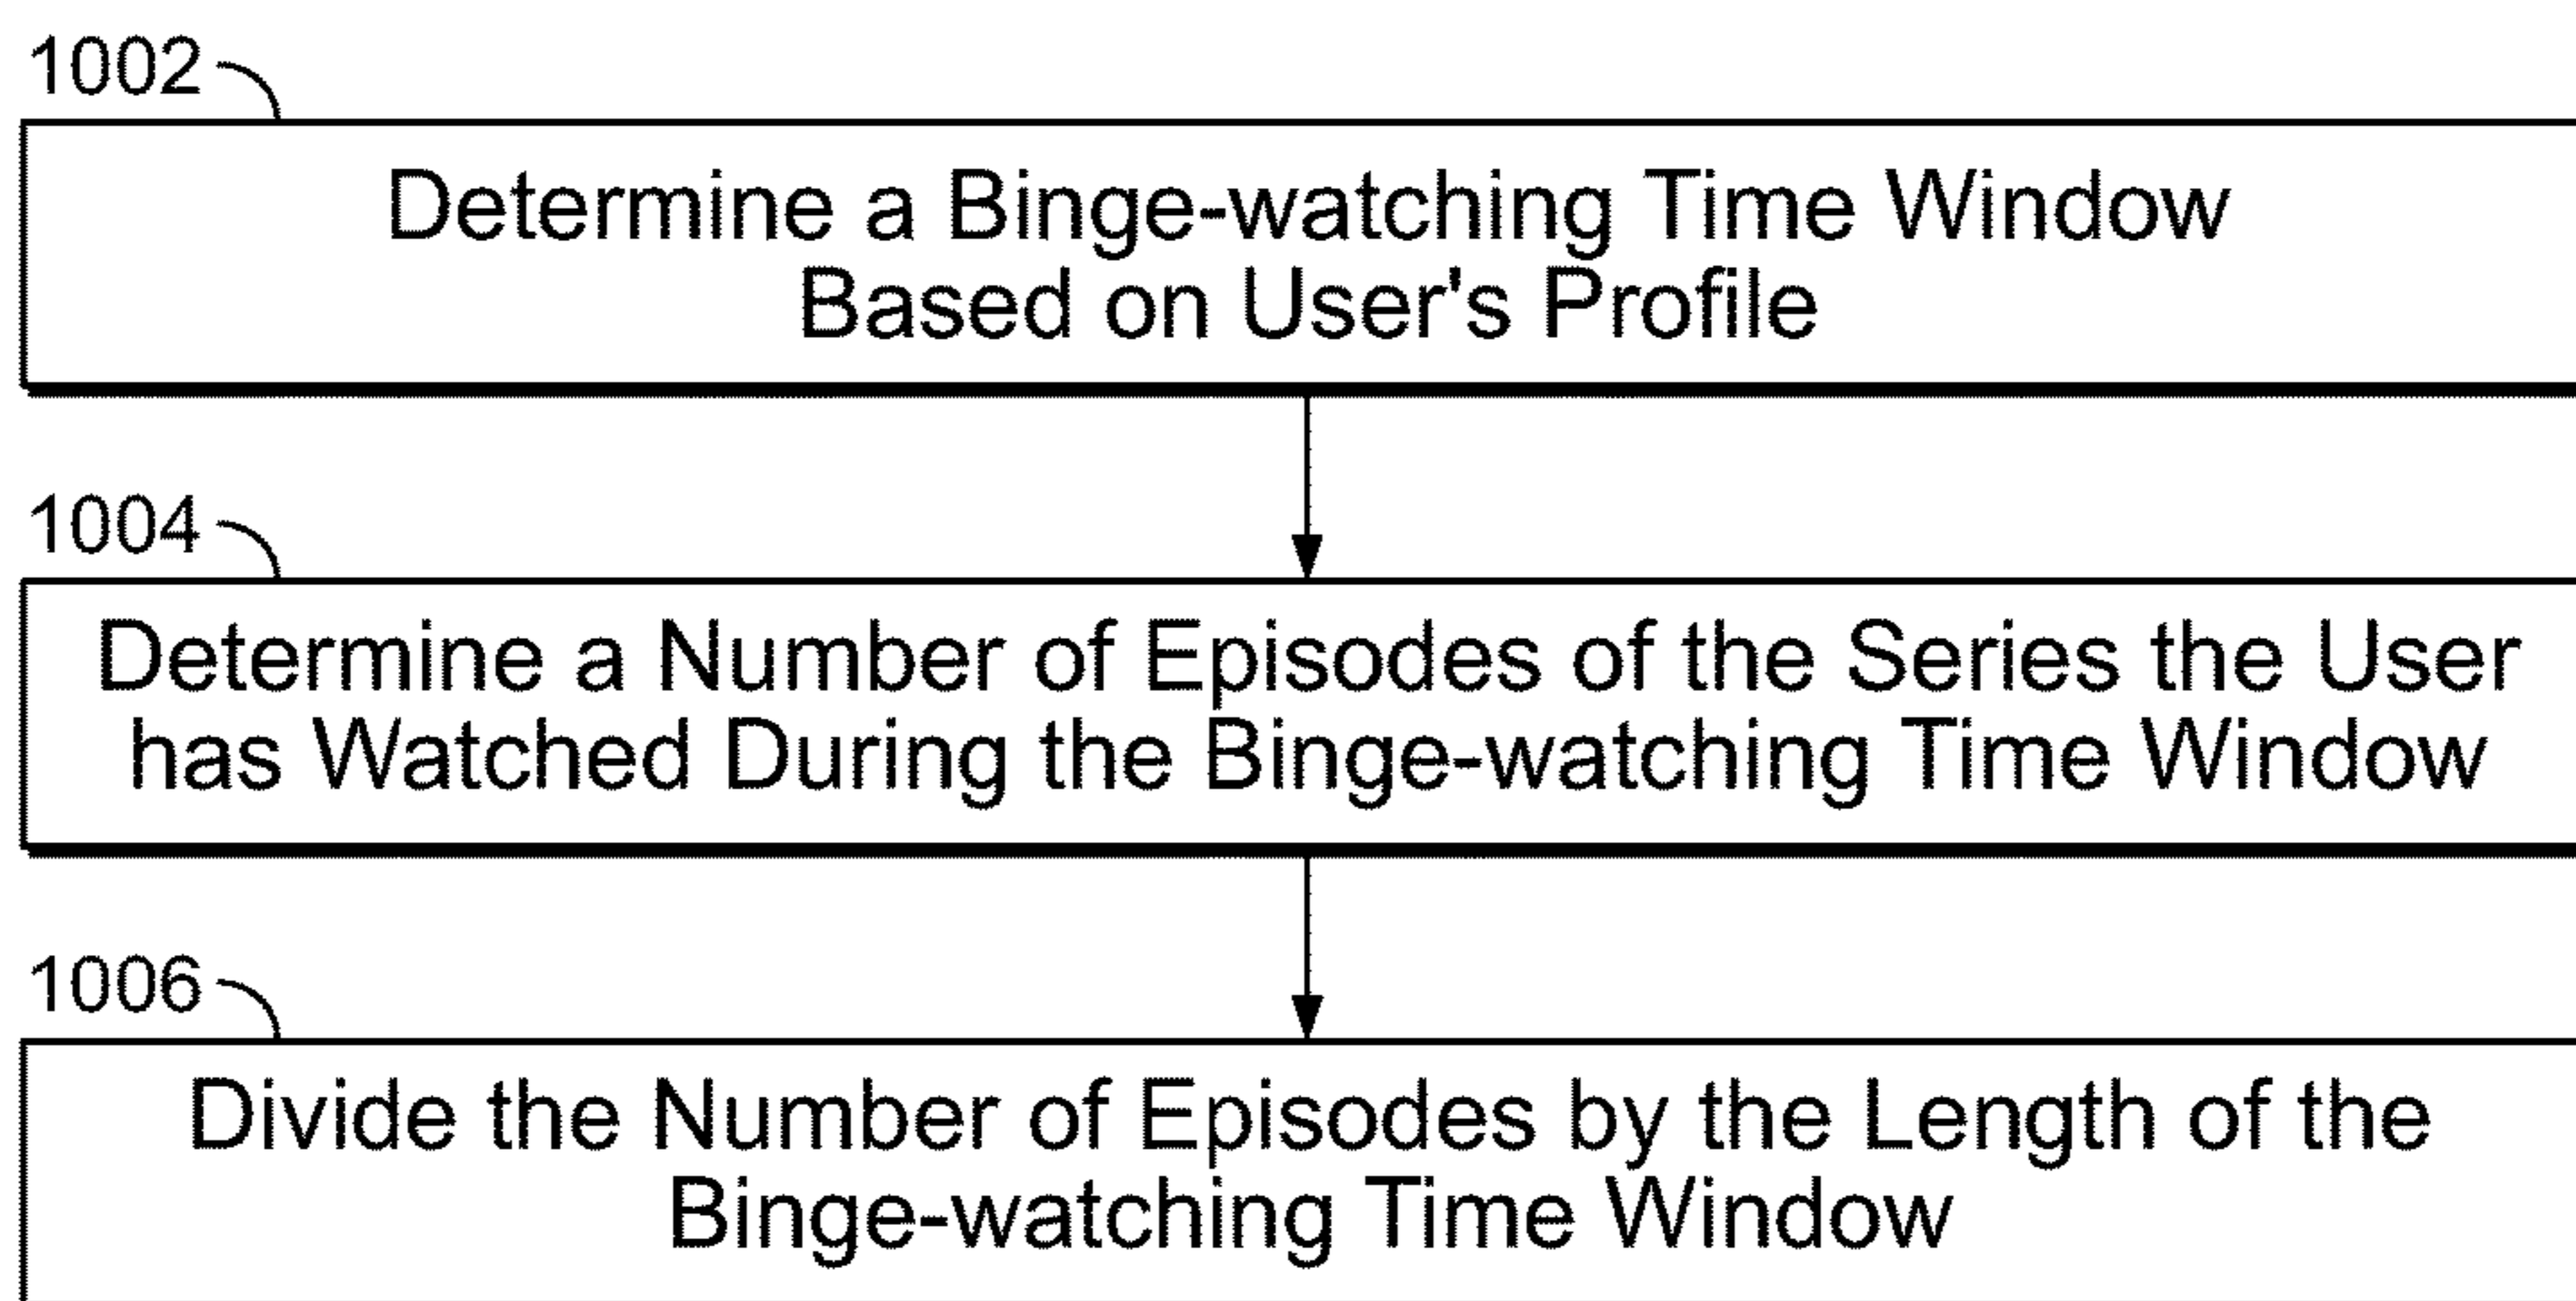 1002
Determine a Binge-watching Time Window
Based on User's Profile
1004
Determine a Number of Episodes of the Series the User
has Watched During the Binge-watching Time Window
1006
Divide the Number of Episodes by the Length of the
Binge-watching Time Window